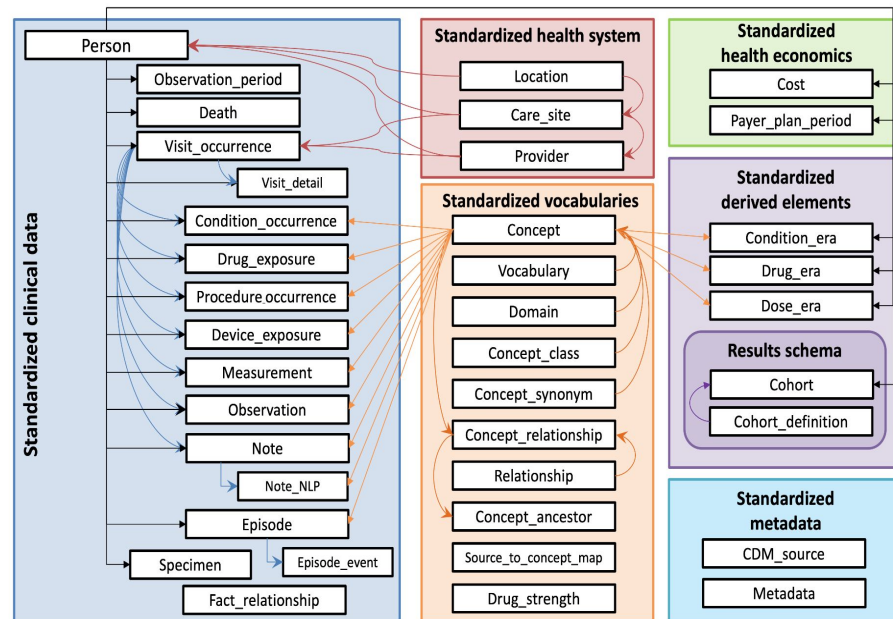 Standardized clinical data
Person
Observation_period
Death
Visit_occurrence
Visit_detail
Condition_occurrence
Drug_exposure
Procedure_occurrence
Device_exposure
Measurement
Observation
Note
Note_NLP
Episode
Episode_event
Specimen
Fact_relationship
Standardized health system
Location
Care_site
Provider
Standardized vocabularies
Concept
Vocabulary
Domain
Concept_class
Concept_synonym
Concept_relationship
Relationship
Concept_ancestor
Source_to_concept_map
Drug_strength
Standardized
health economics
Cost
Payer_plan_period
Standardized
derived elements
Condition_era
Drug_era
Dose_era
Results schema
Cohort
Cohort_definition
Standardized
metadata
CDM_source
Metadata